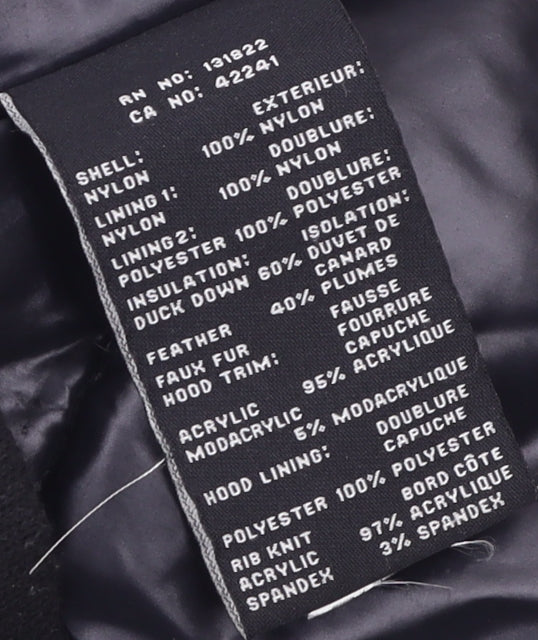 RN NO: 131822
CA NO: 42241
SHELL: EXTERIEUR:
NYLON 100% NYLON
LINING 1: DOUBLURE:
NYLON 100% NYLON
LINING 2: DOUBLURE:
POLYESTER 100% POLYESTER
INSULATION: ISOLATION:
DUCK DOWN 60% DUVET DE
CANARD
FEATHER 40% PLUMES
FAUX FUR FAUSSE
HOOD TRIM: FOURRURE
CAPUCHE
ACRYLIC 95% ACRYLIQUE
MODACRYLIC 5% MODACRYLIQUE
HOOD LINING: DOUBLURE
CAPUCHE
POLYESTER 100% POLYESTER
RIB KNIT BORD CÔTE
ACRYLIC 97% ACRYLIQUE
SPANDEX 3% SPANDEX